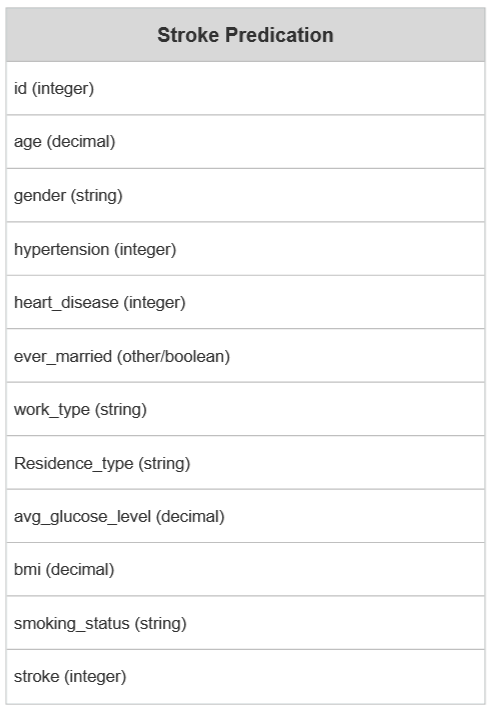 Stroke Predication
id (integer)
age (decimal)
gender (string)
hypertension (integer)
heart_disease (integer)
ever_married (other/boolean)
work_type (string)
Residence_type (string)
avg_glucose_level (decimal)
bmi (decimal)
smoking_status (string)
stroke (integer)